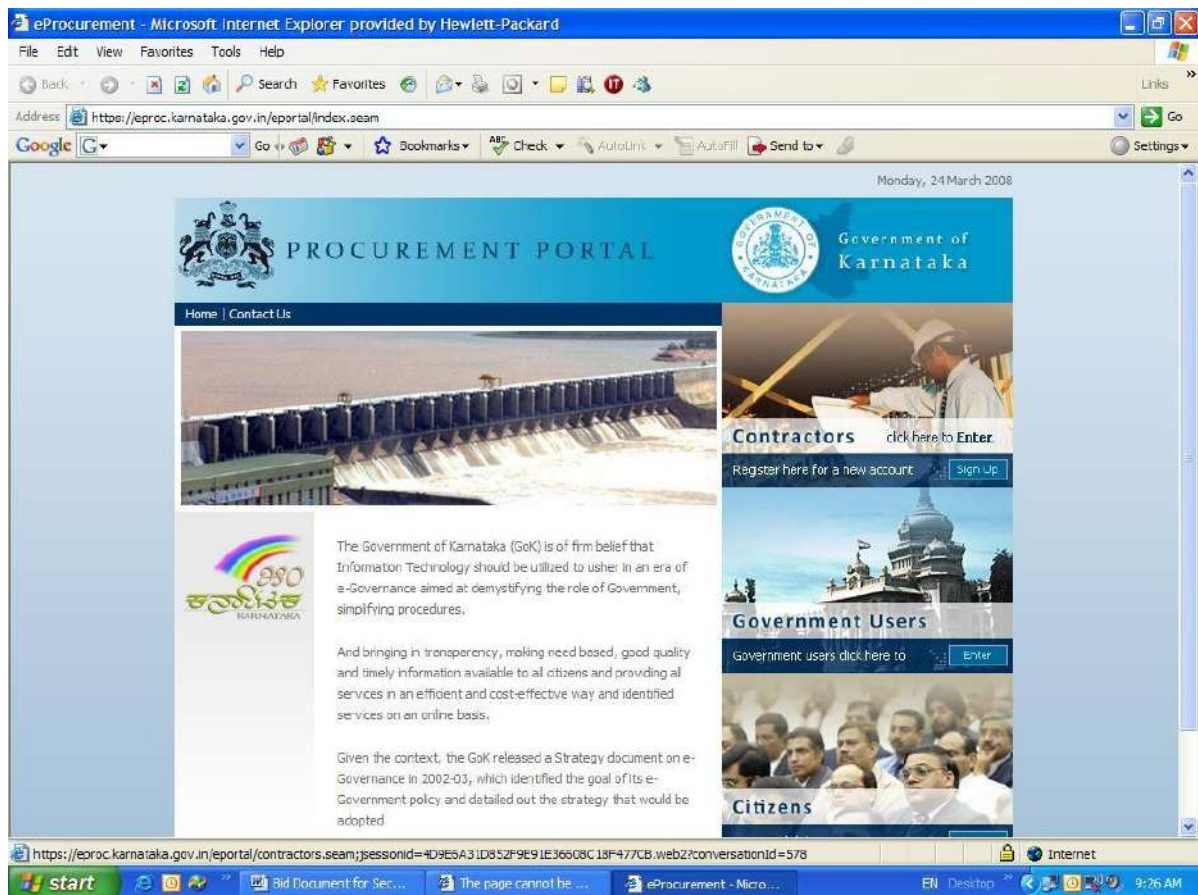 eProcurement - Microsoft Internet Explorer provided by Hewlett-Packard
File Edit View Favorites Tools Help
Back Search Favorites
Links
Address https://eproc.karnataka.gov.in/eportal/index.seam Go
Google G Go Bookmarks ABC Check AutoLink AutoFill Send to Settings
Monday, 24 March 2008
PROCUREMENT PORTAL
GOVERNMENT OF KARNATAKA
Government of
Karnataka
Home | Contact Us
Contractors click here to Enter
Register here for a new account Sign Up
Government Users
Government users click here to Enter
Citizens
ಕರ್ನಾಟಕ
KARNATAKA
The Government of Karnataka (GoK) is of firm belief that
Information Technology should be utilized to usher in an era of
e-Governance aimed at demystifying the role of Government,
simplifying procedures.
And bringing in transparency, making need based, good quality
and timely information available to all citizens and providing all
services in an efficient and cost-effective way and identified
services on an online basis.
Given the context, the GoK released a Strategy document on e-
Governance in 2002-03, which identified the goal of its e-
Government policy and detailed out the strategy that would be
adopted
https://eproc.karnataka.gov.in/eportal/contractors.seam;jsessionid=4D9E6A31D852F9E91E36608C18F477CB.web2?conversationId=578
Internet
start Bid Document for Sec... The page cannot be ... eProcurement - Micro... EN Desktop 9:26 AM